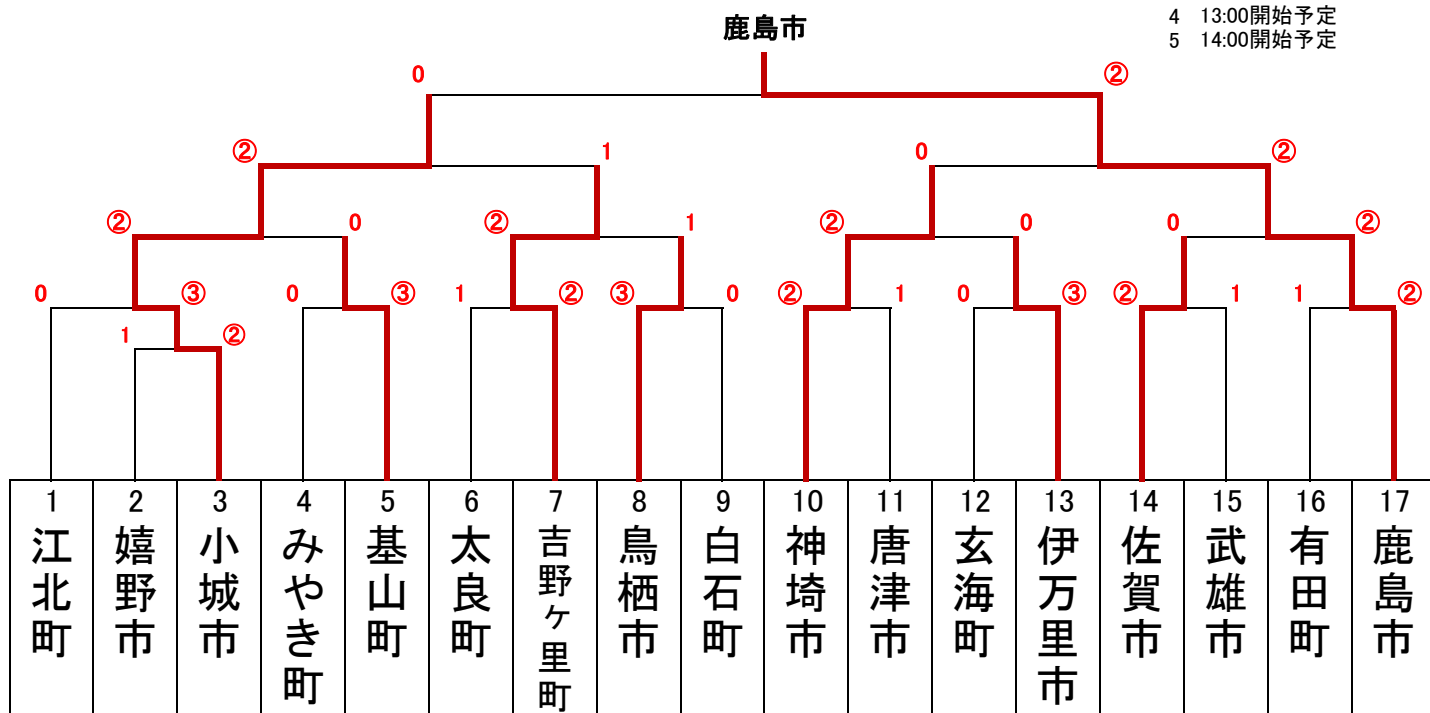 4 13:00開始予定
鹿島市
5 14:00開始予定
0 ②
② 1 0 ②
② 0 ② 1 ② 0 0 ②
0 ③ 0 ③ 1 ② ③ 0 ② 1 0 ③ ② 1 1 ②
1 ②
1 2 3 4 5 6 7 8 9 10 11 12 13 14 15 16 17
江北町
嬉野市
小城市
みやき町
基山町
太良町
吉野ヶ里町
鳥栖市
白石町
神埼市
唐津市
玄海町
伊万里市
佐賀市
武雄市
有田町
鹿島市